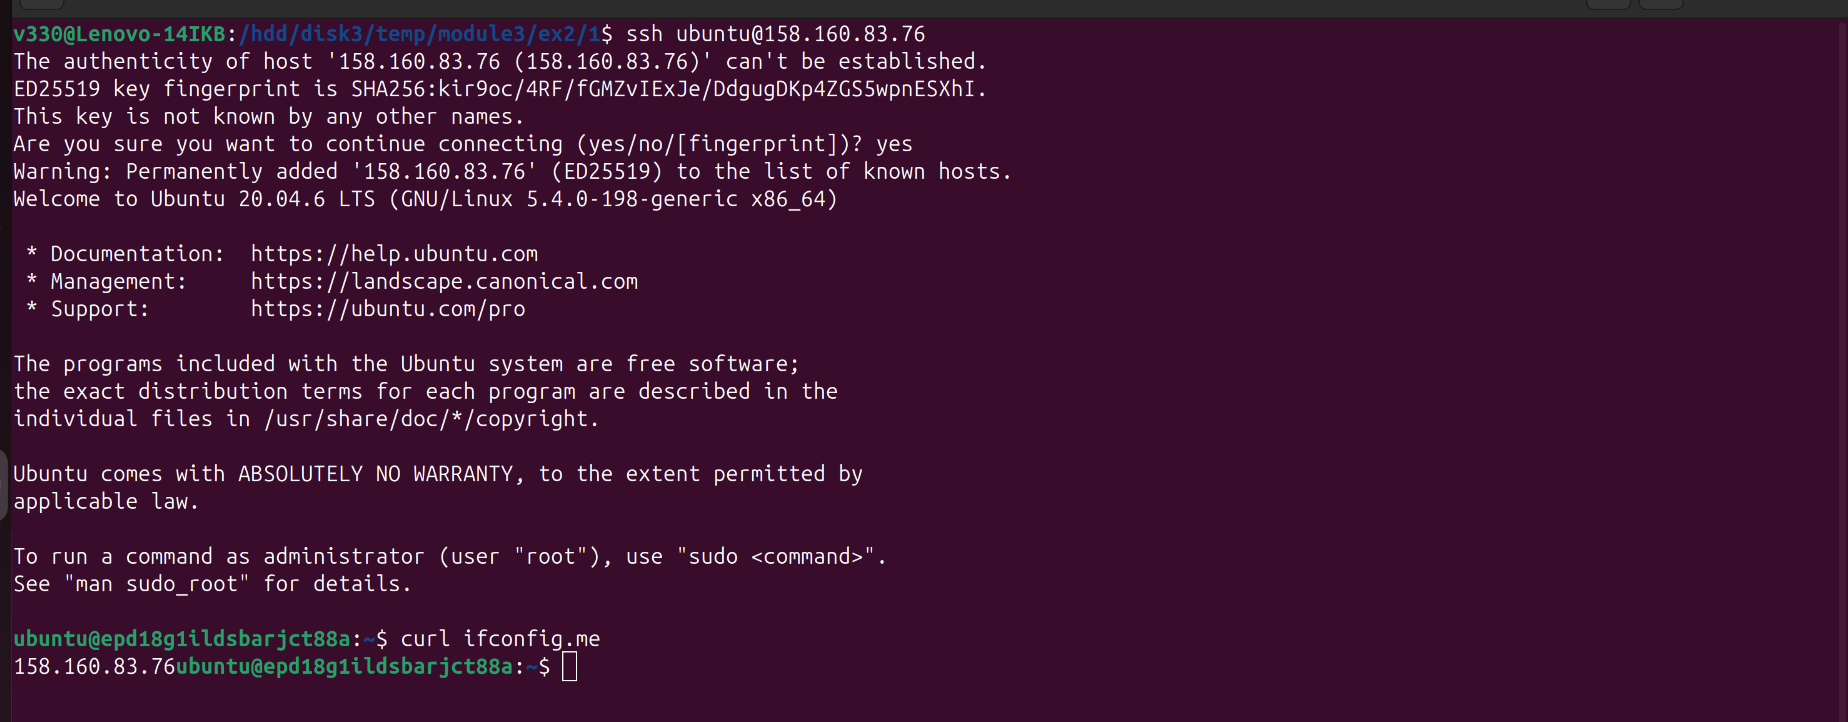 v330@Lenovo-14IKB:/hdd/disk3/temp/module3/ex2/1$ ssh ubuntu@158.160.83.76
The authenticity of host '158.160.83.76 (158.160.83.76)' can't be established.
ED25519 key fingerprint is SHA256:kir9oc/4RF/fGMZvIExJe/DdgugDKp4ZGS5wpnESXhI.
This key is not known by any other names.
Are you sure you want to continue connecting (yes/no/[fingerprint])? yes
Warning: Permanently added '158.160.83.76' (ED25519) to the list of known hosts.
Welcome to Ubuntu 20.04.6 LTS (GNU/Linux 5.4.0-198-generic x86_64)
* Documentation:  https://help.ubuntu.com
* Management:     https://landscape.canonical.com
* Support:        https://ubuntu.com/pro
The programs included with the Ubuntu system are free software;
the exact distribution terms for each program are described in the
individual files in /usr/share/doc/*/copyright.
Ubuntu comes with ABSOLUTELY NO WARRANTY, to the extent permitted by
applicable law.
To run a command as administrator (user "root"), use "sudo <command>".
See "man sudo_root" for details.
ubuntu@epd18g1ildsbarjct88a:~$ curl ifconfig.me
158.160.83.76ubuntu@epd18g1ildsbarjct88a:~$